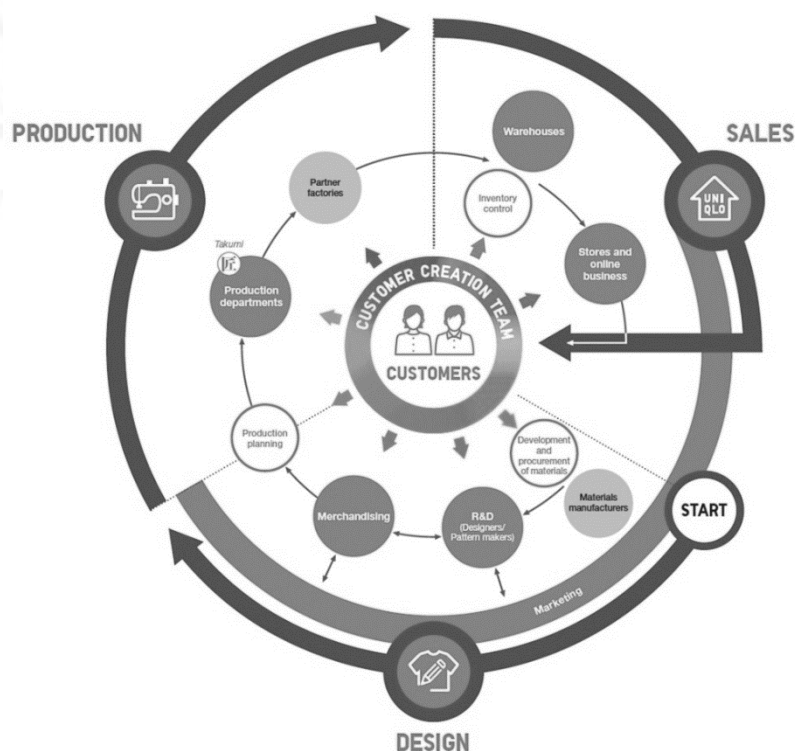 PRODUCTION
SALES
Warehouses
Partner
factories
Inventory
control
UNI
QLO
Takumi
匠
Production
departments
Stores and
online
business
CUSTOMER CREATION TEAM
CUSTOMERS
Production
planning
Development
and
procurement
of materials
Materials
manufacturers
START
Merchandising
R&D
(Designers/
Pattern makers)
Marketing
DESIGN